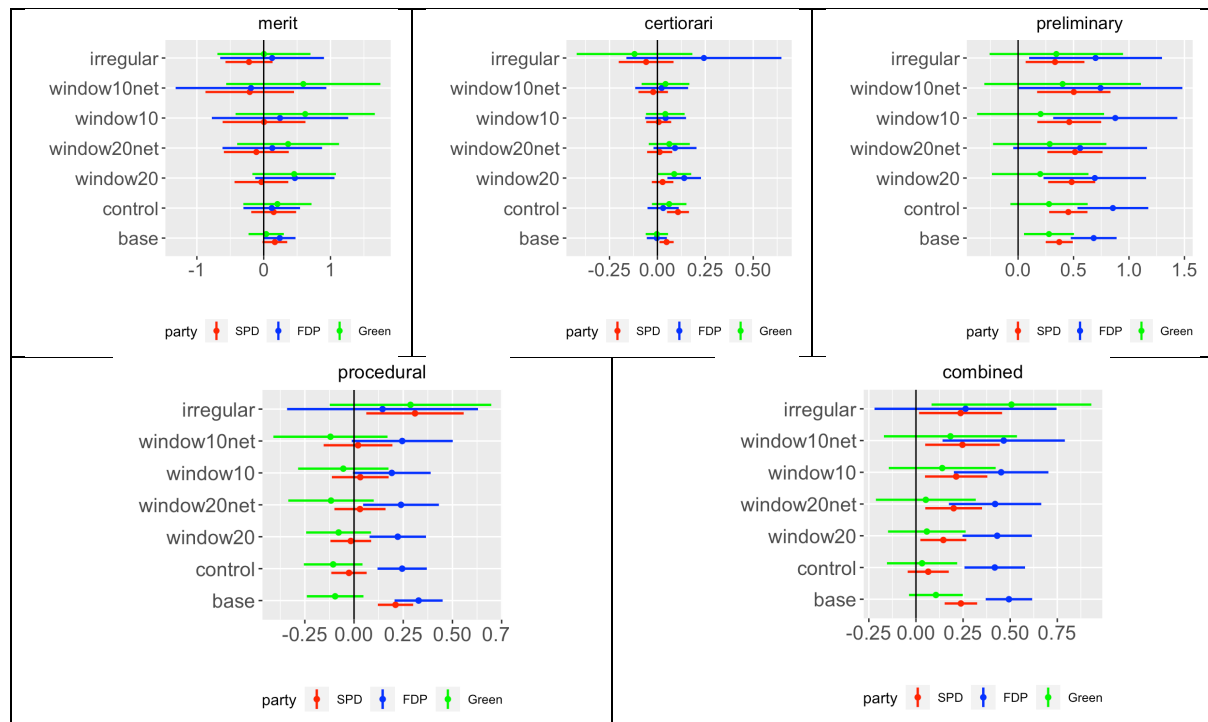 merit
irregular
window10net
window10
window20net
window20
control
base
-1 0 1
party SPD FDP Green
certiorari
irregular
window10net
window10
window20net
window20
control
base
-0.25 0.00 0.25 0.50
party SPD FDP Green
preliminary
irregular
window10net
window10
window20net
window20
control
base
0.0 0.5 1.0 1.5
party SPD FDP Green
procedural
irregular
window10net
window10
window20net
window20
control
base
-0.25 0.00 0.25 0.50 0.7
party SPD FDP Green
combined
irregular
window10net
window10
window20net
window20
control
base
-0.25 0.00 0.25 0.50 0.75
party SPD FDP Green